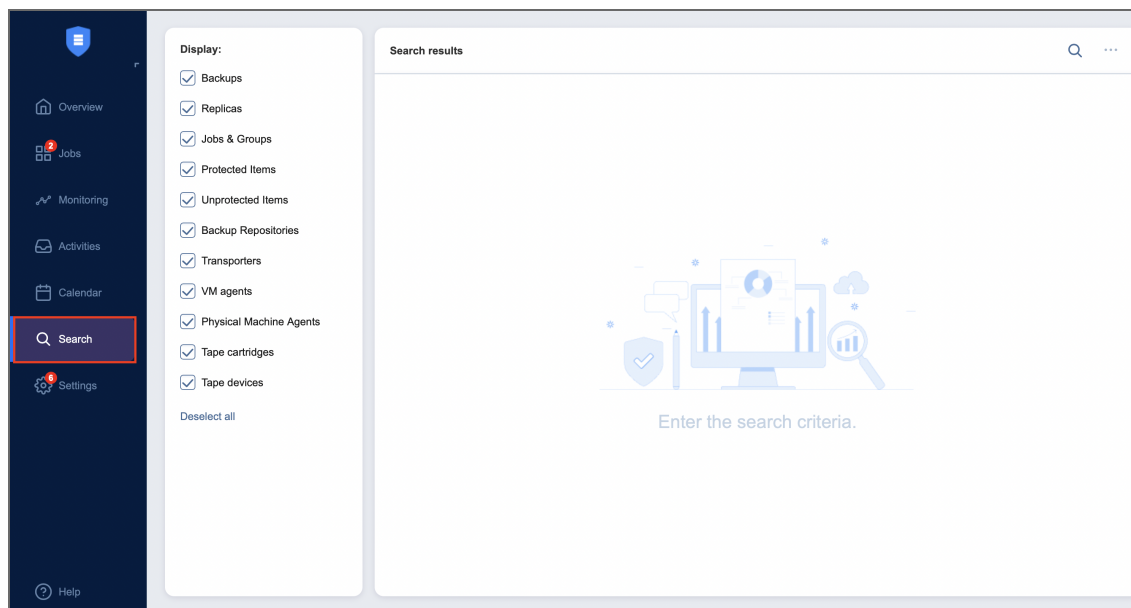 Overview
2
Jobs
Monitoring
Activities
Calendar
Search
6
Settings
Help
Display:
Backups
Replicas
Jobs & Groups
Protected Items
Unprotected Items
Backup Repositories
Transporters
VM agents
Physical Machine Agents
Tape cartridges
Tape devices
Deselect all
Search results
Enter the search criteria.